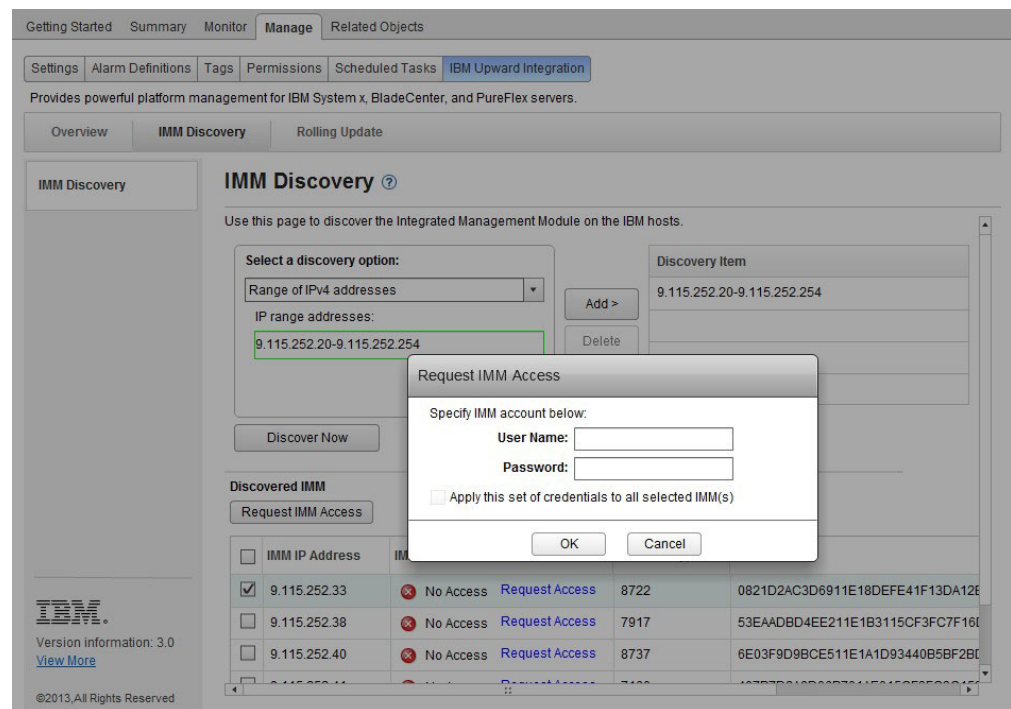 Getting Started Summary Monitor Manage Related Objects
Settings Alarm Definitions Tags Permissions Scheduled Tasks IBM Upward Integration
Provides powerful platform management for IBM System x, BladeCenter, and PureFlex servers.
Overview IMM Discovery Rolling Update
IMM Discovery
IMM Discovery ?
Use this page to discover the Integrated Management Module on the IBM hosts.
Select a discovery option:
Range of IPv4 addresses
IP range addresses:
9.115.252.20-9.115.252.254
Add >
Delete
Discovery Item
9.115.252.20-9.115.252.254
Discover Now
Request IMM Access
Specify IMM account below:
User Name:
Password:
Apply this set of credentials to all selected IMM(s)
OK Cancel
Discovered IMM
Request IMM Access
IMM IP Address IM
9.115.252.33 No Access Request Access 8722 0821D2AC3D6911E18DEFE41F13DA12E
9.115.252.38 No Access Request Access 7917 53EAADBD4EE211E1B3115CF3FC7F16
9.115.252.40 No Access Request Access 8737 6E03F9D9BCE511E1A1D93440B5BF2B
IBM.
Version information: 3.0
View More
©2013,All Rights Reserved